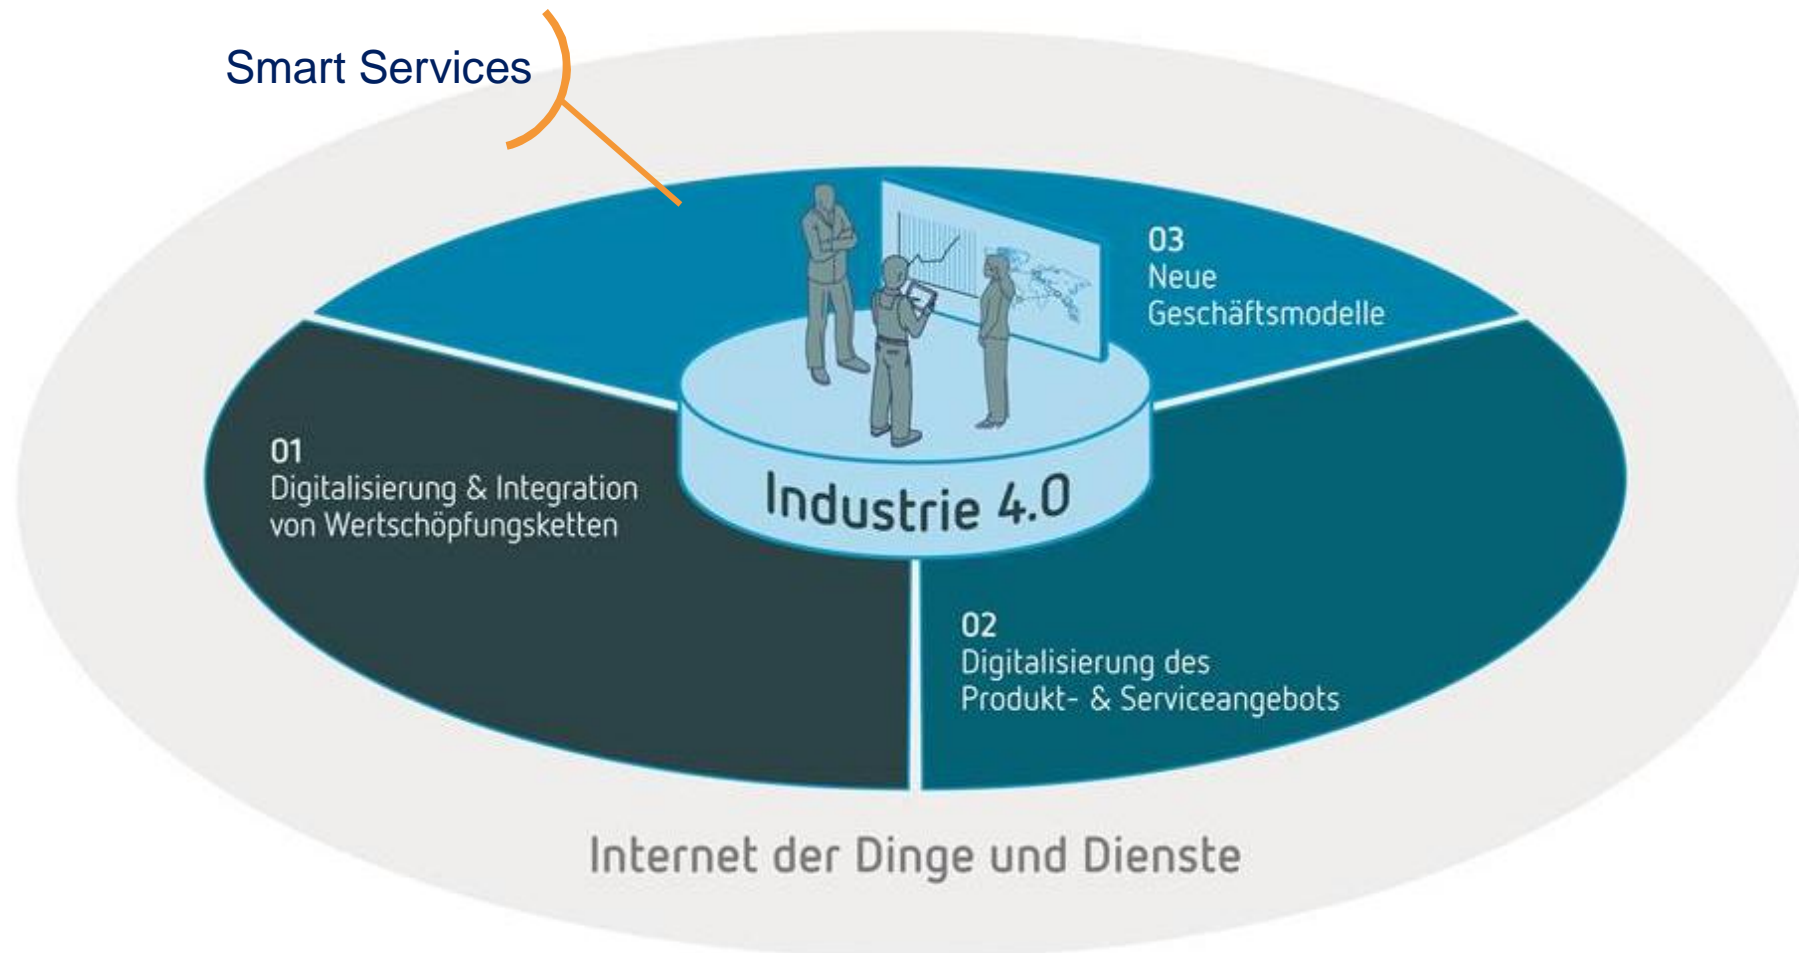 Smart Services
03
Neue
Geschäftsmodelle
01
Digitalisierung & Integration
von Wertschöpfungsketten
Industrie 4.0
02
Digitalisierung des
Produkt- & Serviceangebots
Internet der Dinge und Dienste